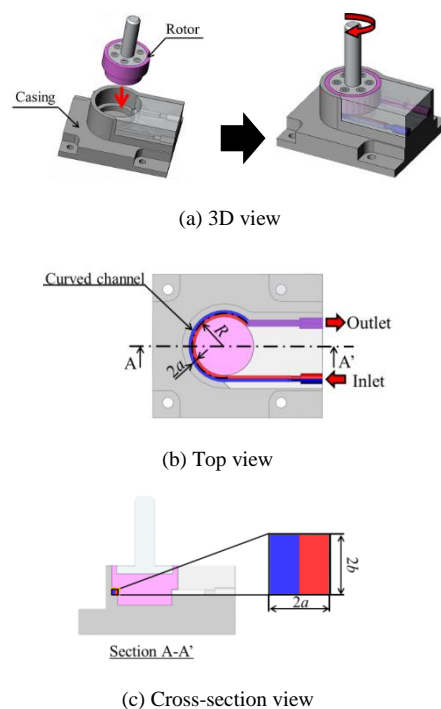 Rotor
Casing
(a) 3D view
Curved channel
R
Outlet
A
A'
2a
Inlet
(b) Top view
2b
2a
Section A-A'
(c) Cross-section view